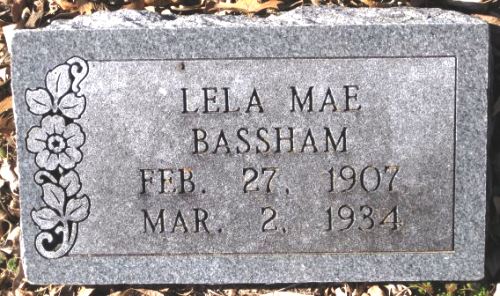 LELA MAE
BASSHAM
FEB. 27, 1907
MAR. 2, 1934